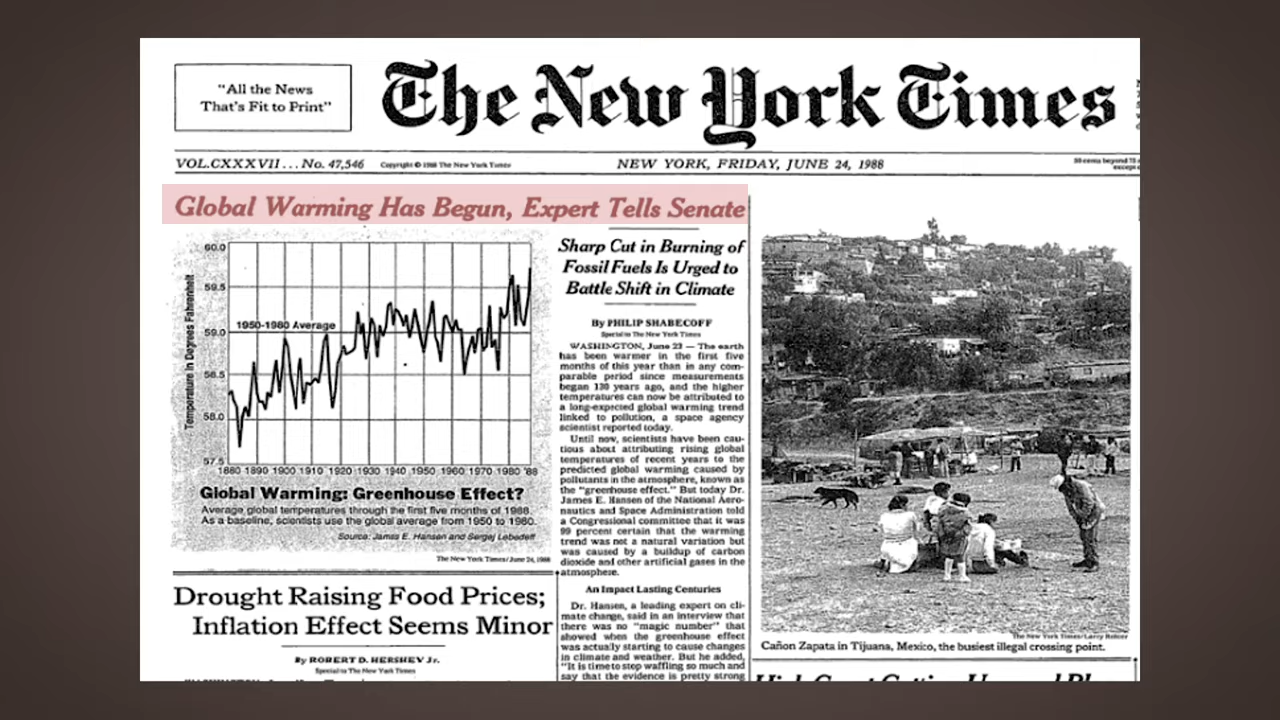 "All the News
That's Fit to Print"
The New York Times
VOL.CXXXVII . . . No. 47,546
Copyright © 1988 The New York Times
NEW YORK, FRIDAY, JUNE 24, 1988
50 cents beyond 75
except
Global Warming Has Begun, Expert Tells Senate
Temperature in Degrees Fahrenheit
60.0
59.5
59.0
58.5
58.0
57.5
1950-1980 Average
1880 1890 1900 1910 1920 1930 1940 1950 1960 1970 1980 '88
Global Warming: Greenhouse Effect?
Average global temperatures through the first five months of 1988.
As a baseline, scientists use the global average from 1950 to 1980.
Source: James E. Hansen and Sergej Lebedeff
The New York Times/June 24, 1988
Sharp Cut in Burning of
Fossil Fuels Is Urged to
Battle Shift in Climate
By PHILIP SHABECOFF
Special to The New York Times
WASHINGTON, June 23 — The earth
has been warmer in the first five
months of this year than in any com-
parable period since measurements
began 130 years ago, and the higher
temperatures can now be attributed to
a long-expected global warming trend
linked to pollution, a space agency
scientist reported today.
Until now, scientists have been cau-
tious about attributing rising global
temperatures of recent years to the
predicted global warming caused by
pollutants in the atmosphere, known as
the "greenhouse effect." But today Dr.
James E. Hansen of the National Aero-
nautics and Space Administration told
a Congressional committee that it was
99 percent certain that the warming
trend was not a natural variation but
was caused by a buildup of carbon
dioxide and other artificial gases in the
atmosphere.
An Impact Lasting Centuries
Dr. Hansen, a leading expert on cli-
mate change, said in an interview that
there was no "magic number" that
showed when the greenhouse effect
was actually starting to cause changes
in climate and weather. But he added,
"It is time to stop waffling so much and
say that the evidence is pretty strong
Drought Raising Food Prices;
Inflation Effect Seems Minor
By ROBERT D. HERSHEY Jr.
Special to The New York Times
The New York Times/Larry
Cañon Zapata in Tijuana, Mexico, the busiest illegal crossing point.